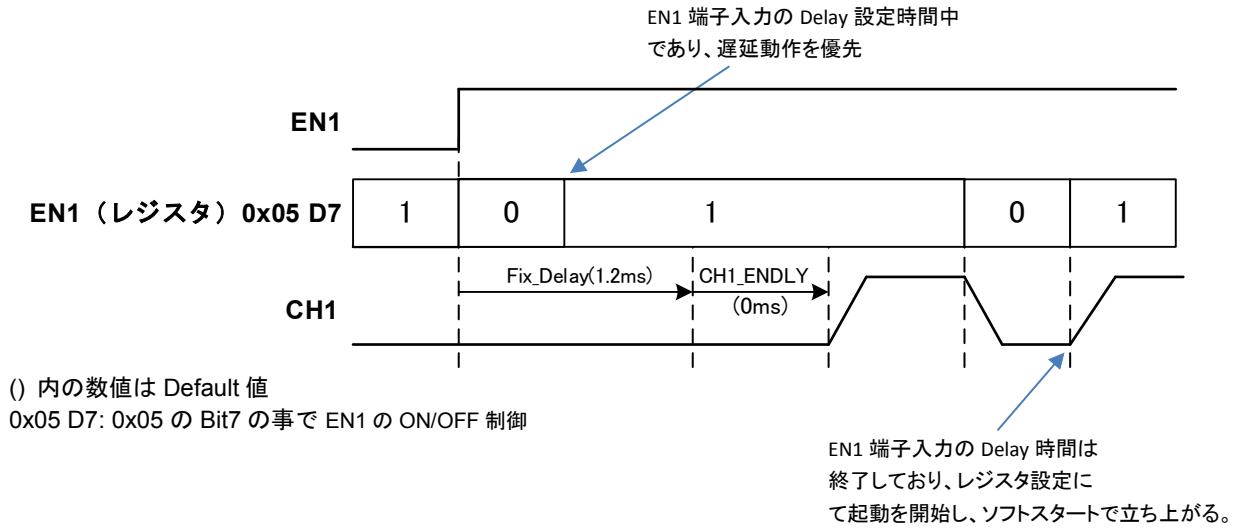 EN1 端子入力の Delay 設定時間中
であり、遅延動作を優先
EN1
EN1（レジスタ）0x05 D7
1
0
1
0
1
Fix_Delay(1.2ms)
CH1_ENDLY
(0ms)
CH1
() 内の数値は Default 値
0x05 D7: 0x05 の Bit7 の事で EN1 の ON/OFF 制御
EN1 端子入力の Delay 時間は
終了しており、レジスタ設定に
て起動を開始し、ソフトスタートで立ち上がる。